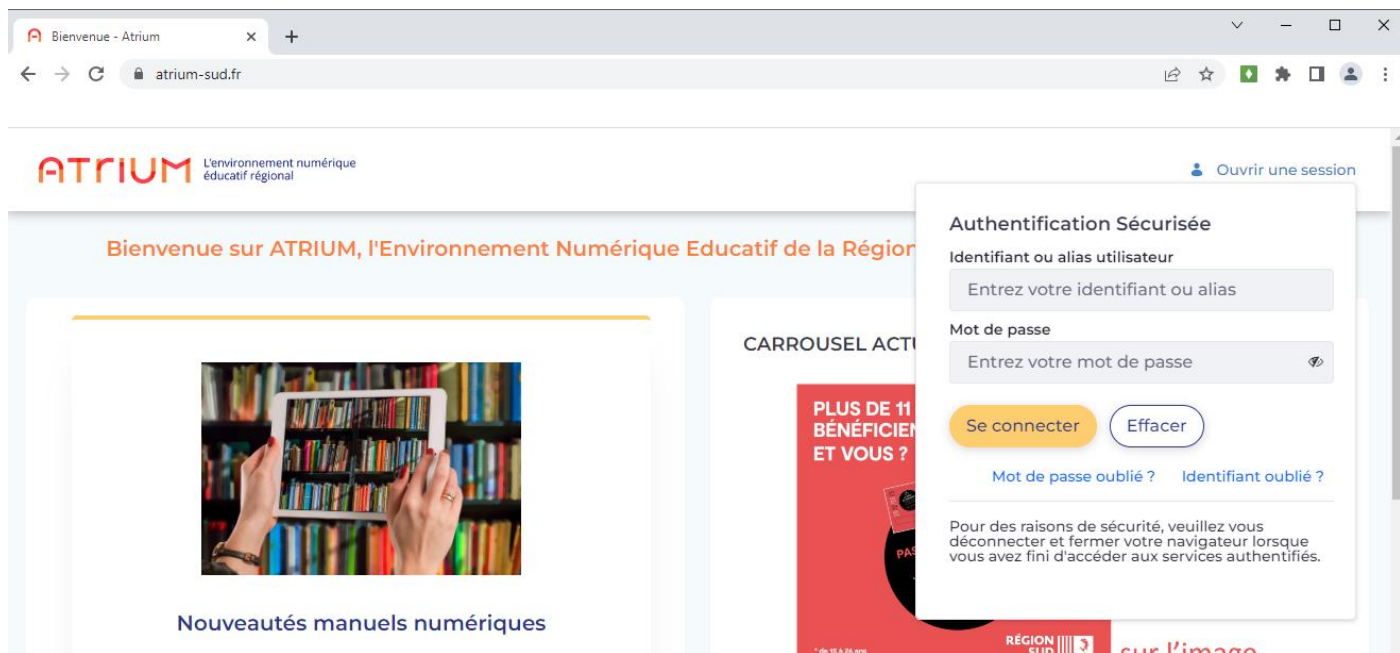 Bienvenue - Atrium
atrium-sud.fr
ATrIUM
L'environnement numérique
éducatif régional
Ouvrir une session
Bienvenue sur ATRIUM, l'Environnement Numérique Educatif de la Région
Authentification Sécurisée
Identifiant ou alias utilisateur
Entrez votre identifiant ou alias
Mot de passe
Entrez votre mot de passe
Se connecter
Effacer
Mot de passe oublié ?
Identifiant oublié ?
Pour des raisons de sécurité, veuillez vous
déconnecter et fermer votre navigateur lorsque
vous avez fini d'accéder aux services authentifiés.
Nouveautés manuels numériques
CARROUSEL
PLUS DE 11
ET VOUS ?
RÉGION
SUD
sur l'image